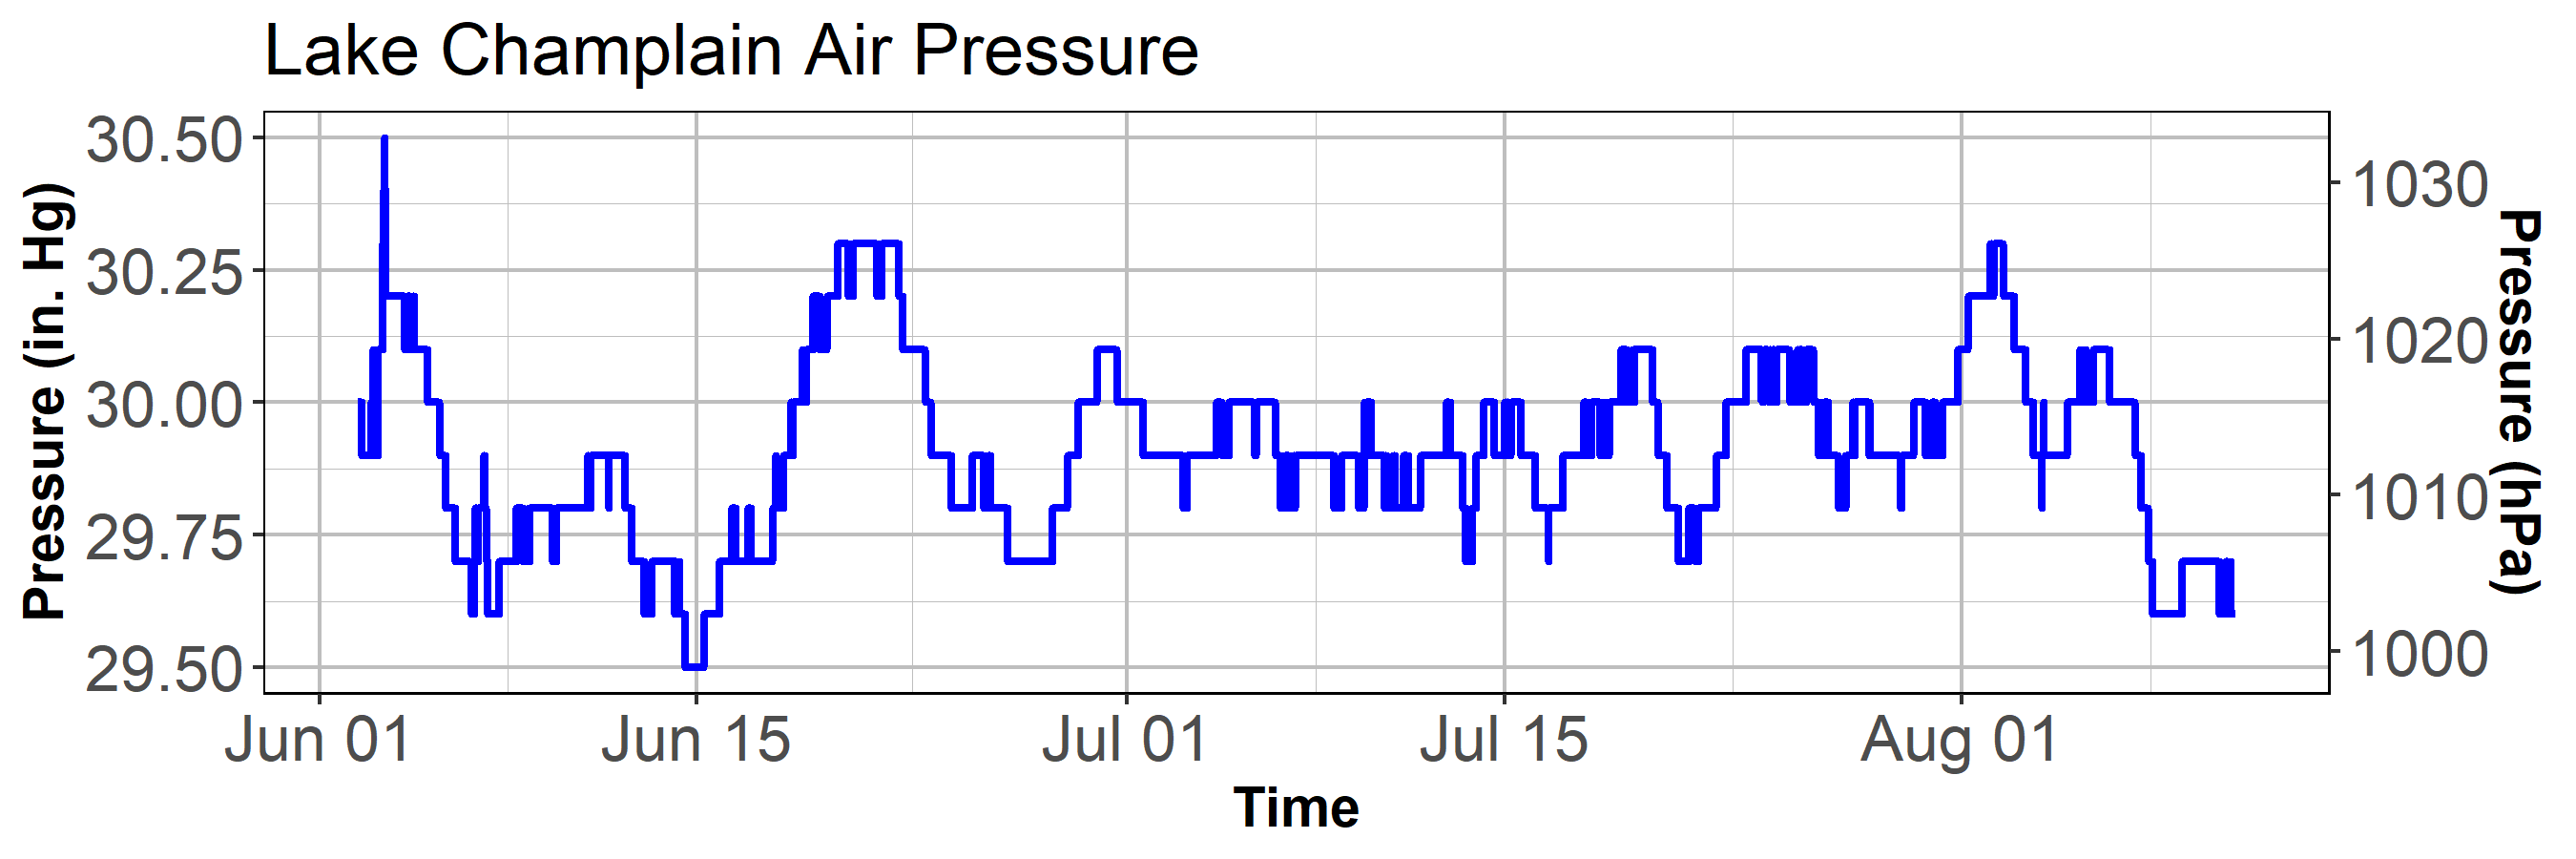 Lake Champlain Air Pressure
Pressure (in. Hg)
30.50
30.25
30.00
29.75
29.50
1030
1020
1010
1000
Pressure (hPa)
Jun 01
Jun 15
Jul 01
Jul 15
Aug 01
Time